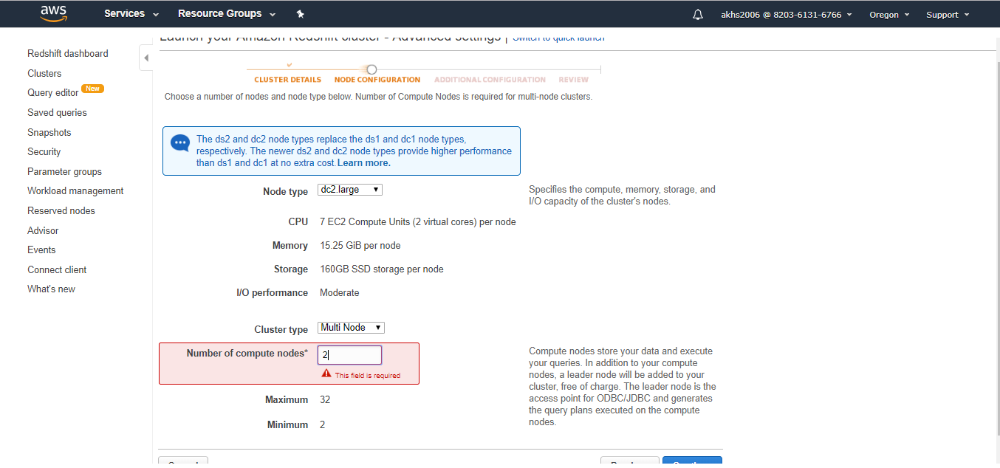 aws Services Resource Groups akhs2006 @ 8203-6131-6766 Oregon Support
Launch your Amazon Redshift cluster - Advanced settings | Switch to quick launch
Redshift dashboard
Clusters
Query editor New
Saved queries
Snapshots
Security
Parameter groups
Workload management
Reserved nodes
Advisor
Events
Connect client
What's new
CLUSTER DETAILS NODE CONFIGURATION ADDITIONAL CONFIGURATION REVIEW
Choose a number of nodes and node type below. Number of Compute Nodes is required for multi-node clusters.
The ds2 and dc2 node types replace the ds1 and dc1 node types,
respectively. The newer ds2 and dc2 node types provide higher performance
than ds1 and dc1 at no extra cost.Learn more.
Node type dc2.large
Specifies the compute, memory, storage, and
I/O capacity of the cluster's nodes.
CPU 7 EC2 Compute Units (2 virtual cores) per node
Memory 15.25 GiB per node
Storage 160GB SSD storage per node
I/O performance Moderate
Cluster type Multi Node
Number of compute nodes* 2
This field is required
Compute nodes store your data and execute
your queries. In addition to your compute
nodes, a leader node will be added to your
cluster, free of charge. The leader node is the
access point for ODBC/JDBC and generates
the query plans executed on the compute
nodes.
Maximum 32
Minimum 2